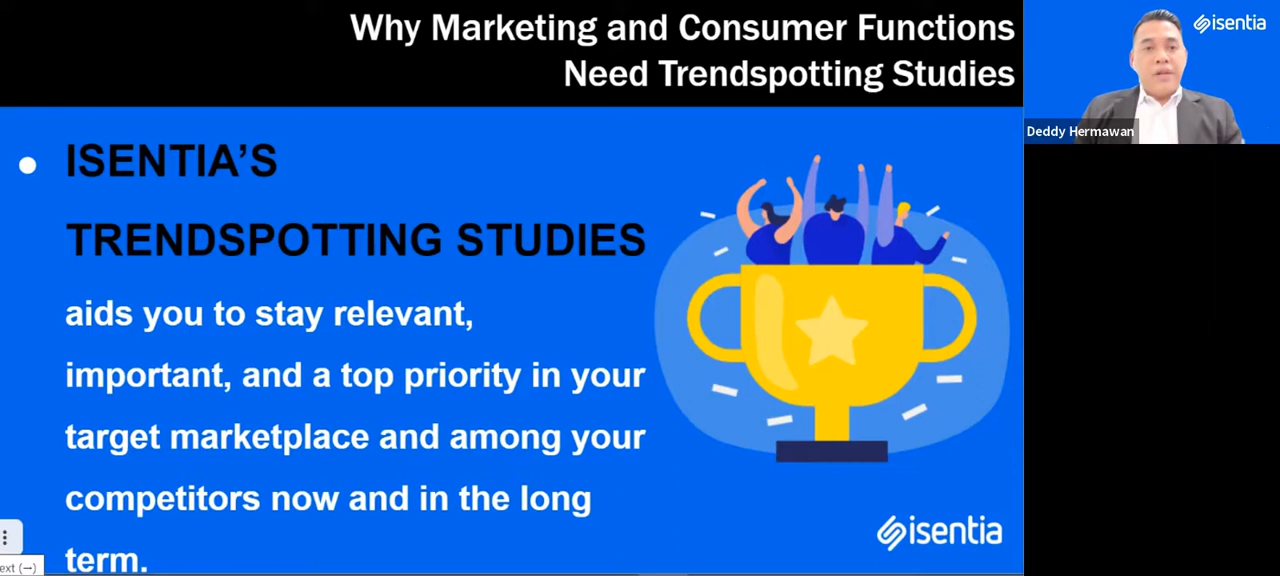 Why Marketing and Consumer Functions
Need Trendspotting Studies
isentia
Deddy Hermawan
● ISENTIA'S
TRENDSPOTTING STUDIES
aids you to stay relevant,
important, and a top priority in your
target marketplace and among your
competitors now and in the long
term.
isentia
ext (→)